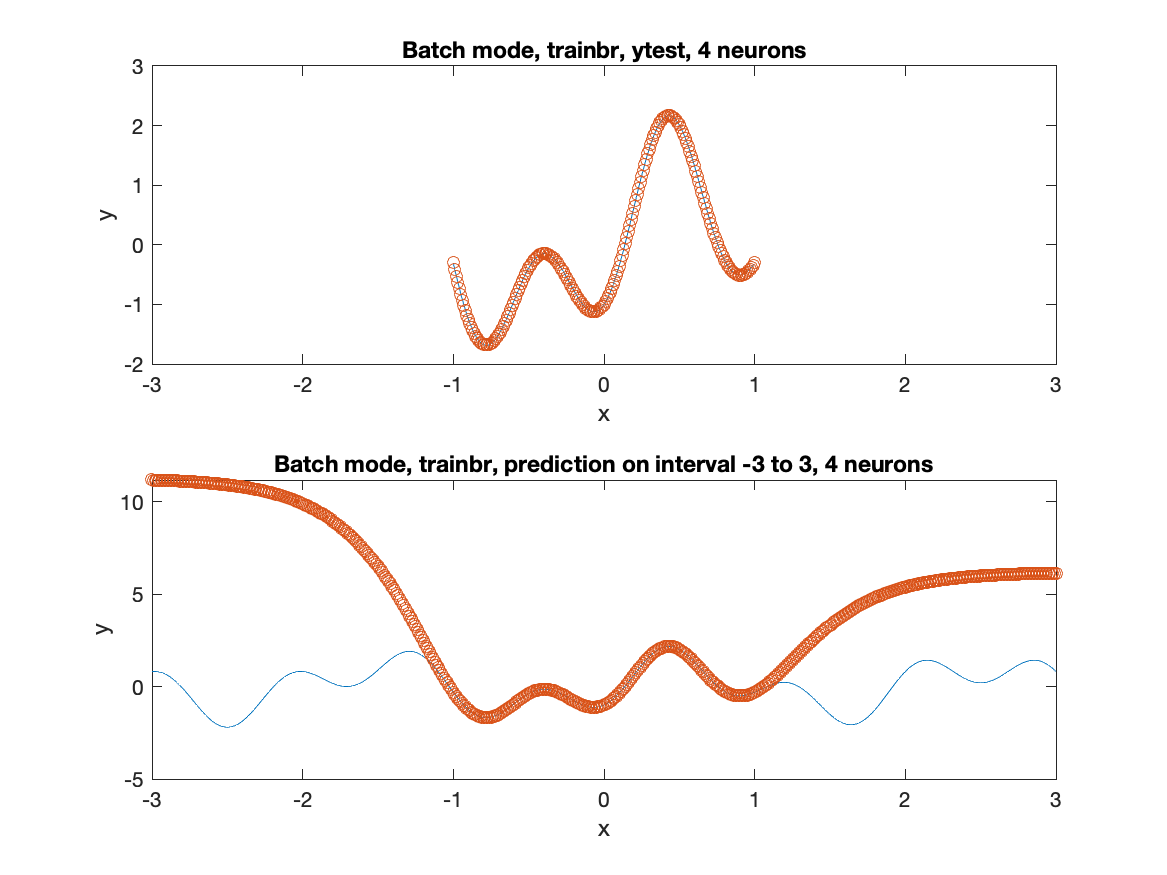 Batch mode, trainbr, ytest, 4 neurons
3
2
1
0
-1
-2
y
-3 -2 -1 0 1 2 3
x
Batch mode, trainbr, prediction on interval -3 to 3, 4 neurons
10
5
0
-5
y
-3 -2 -1 0 1 2 3
x